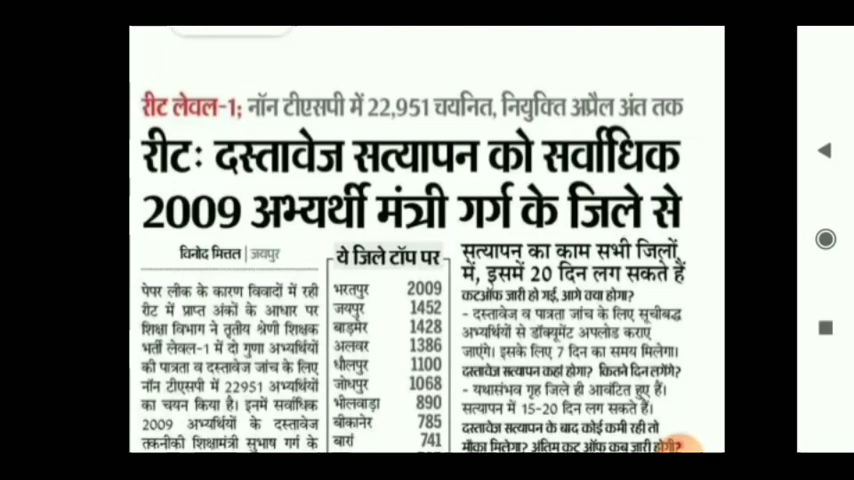 रीट लेवल-1; नॉन टीएसपी में 22,951 चयनित, नियुक्ति अप्रैल अंत तक
रीटः दस्तावेज सत्यापन को सर्वाधिक
2009 अभ्यर्थी मंत्री गर्ग के जिले से
विनोद मित्तल | जयपुर
पेपर लीक के कारण विवादों में रही
रीट में प्राप्त अंकों के आधार पर
शिक्षा विभाग ने तृतीय श्रेणी शिक्षक
भर्ती लेवल-1 में दो गुणा अभ्यर्थियों
की पात्रता व दस्तावेज जांच के लिए
नॉन टीएसपी में 22951 अभ्यर्थियों
का चयन किया है। इनमें सर्वाधिक
2009 अभ्यर्थियों के दस्तावेज
तकनीकी शिक्षामंत्री सुभाष गर्ग के
ये जिले टॉप पर
भरतपुर 2009
जयपुर 1452
बाड़मेर 1428
अलवर 1386
धौलपुर 1100
जोधपुर 1068
भीलवाड़ा 890
बीकानेर 785
बारां 741
सत्यापन का काम सभी जिलों
में, इसमें 20 दिन लग सकते हैं
कटऑफ जारी हो गई, आगे क्या होगा?
- दस्तावेज व पात्रता जांच के लिए सूचीबद्ध
अभ्यर्थियों से डॉक्यूमेंट अपलोड कराए
जाएंगे। इसके लिए 7 दिन का समय मिलेगा।
दस्तावेज सत्यापन कहां होगा? कितने दिन लगेंगे?
- यथासंभव गृह जिले ही आवंटित हुए हैं।
सत्यापन में 15-20 दिन लग सकते हैं।
दस्तावेज सत्यापन के बाद कोई कमी रही तो
मौका मिलेगा? अंतिम कट ऑफ कब जारी होगी?